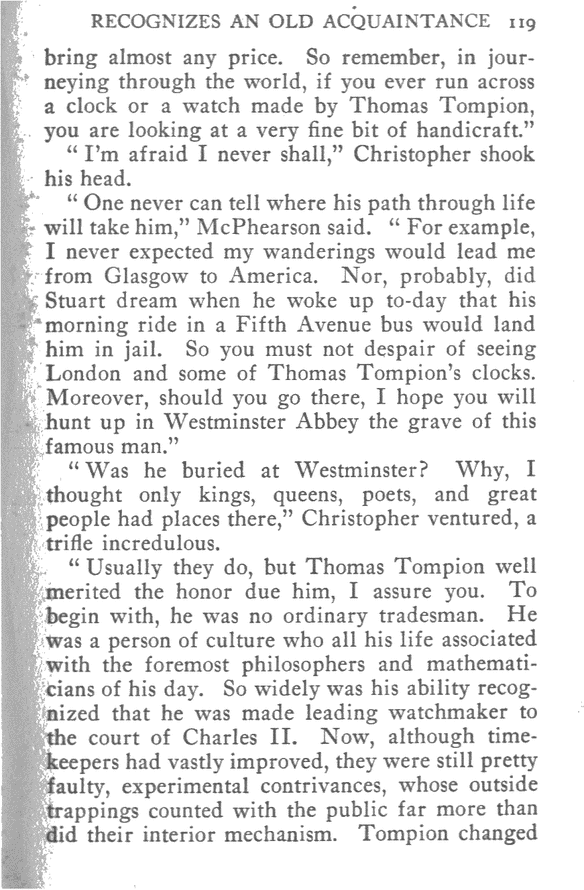 RECOGNIZES AN OLD ACQUAINTANCE 119
bring almost any price. So remember, in jour-
neying through the world, if you ever run across
a clock or a watch made by Thomas Tompion,
you are looking at a very fine bit of handicraft.”
“ I'm afraid I never shall,” Christopher shook
his head.
“ One never can tell where his path through life
will take him,” McPhearson said. “ For example,
I never expected my wanderings would lead me
from Glasgow to America. Nor, probably, did
Stuart dream when he woke up to-day that his
morning ride in a Fifth Avenue bus would land
him in jail. So you must not despair of seeing
London and some of Thomas Tompion's clocks.
Moreover, should you go there, I hope you will
hunt up in Westminster Abbey the grave of this
famous man.”
“ Was he buried at Westminster? Why, I
thought only kings, queens, poets, and great
people had places there,” Christopher ventured, a
trifle incredulous.
“ Usually they do, but Thomas Tompion well
merited the honor due him, I assure you. To
begin with, he was no ordinary tradesman. He
was a person of culture who all his life associated
with the foremost philosophers and mathemati-
cians of his day. So widely was his ability recog-
nized that he was made leading watchmaker to
the court of Charles II. Now, although time-
keepers had vastly improved, they were still pretty
faulty, experimental contrivances, whose outside
trappings counted with the public far more than
did their interior mechanism. Tompion changed